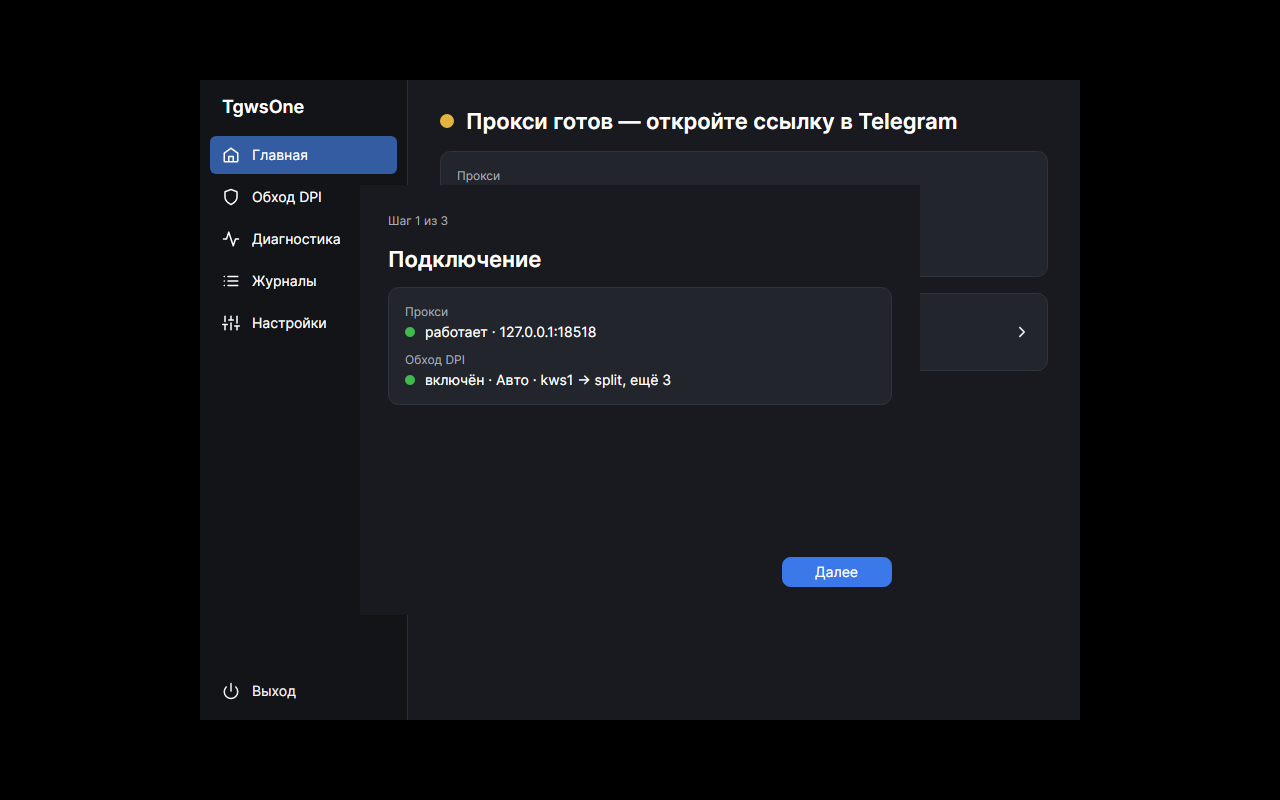 TgwsOne
Главная
Обход DPI
Диагностика
Журналы
Настройки
Выход
Прокси готов — откройте ссылку в Telegram
Прокси
Шаг 1 из 3
Подключение
Прокси
работает · 127.0.0.1:18518
Обход DPI
включён · Авто · kws1 → split, ещё 3
Далее